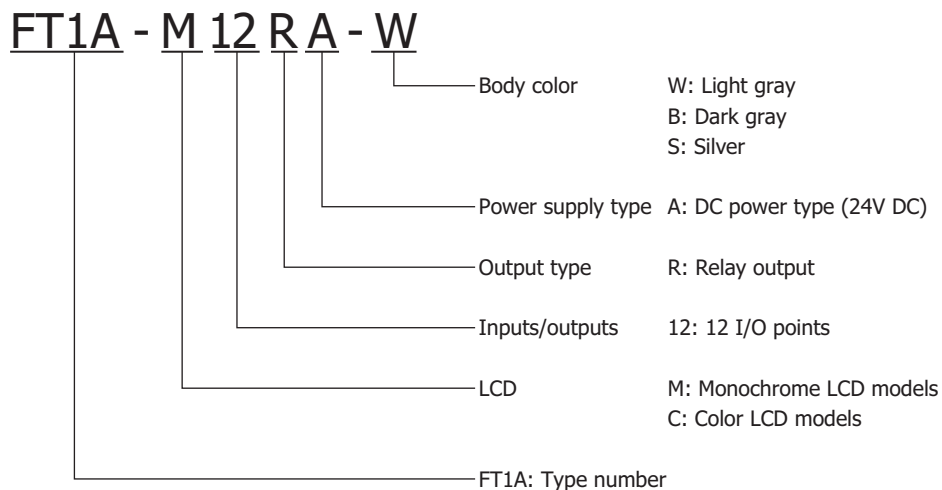 FT1A - M 12 R A - W
Body color W: Light gray
B: Dark gray
S: Silver
Power supply type A: DC power type (24V DC)
Output type R: Relay output
Inputs/outputs 12: 12 I/O points
LCD M: Monochrome LCD models
C: Color LCD models
FT1A: Type number